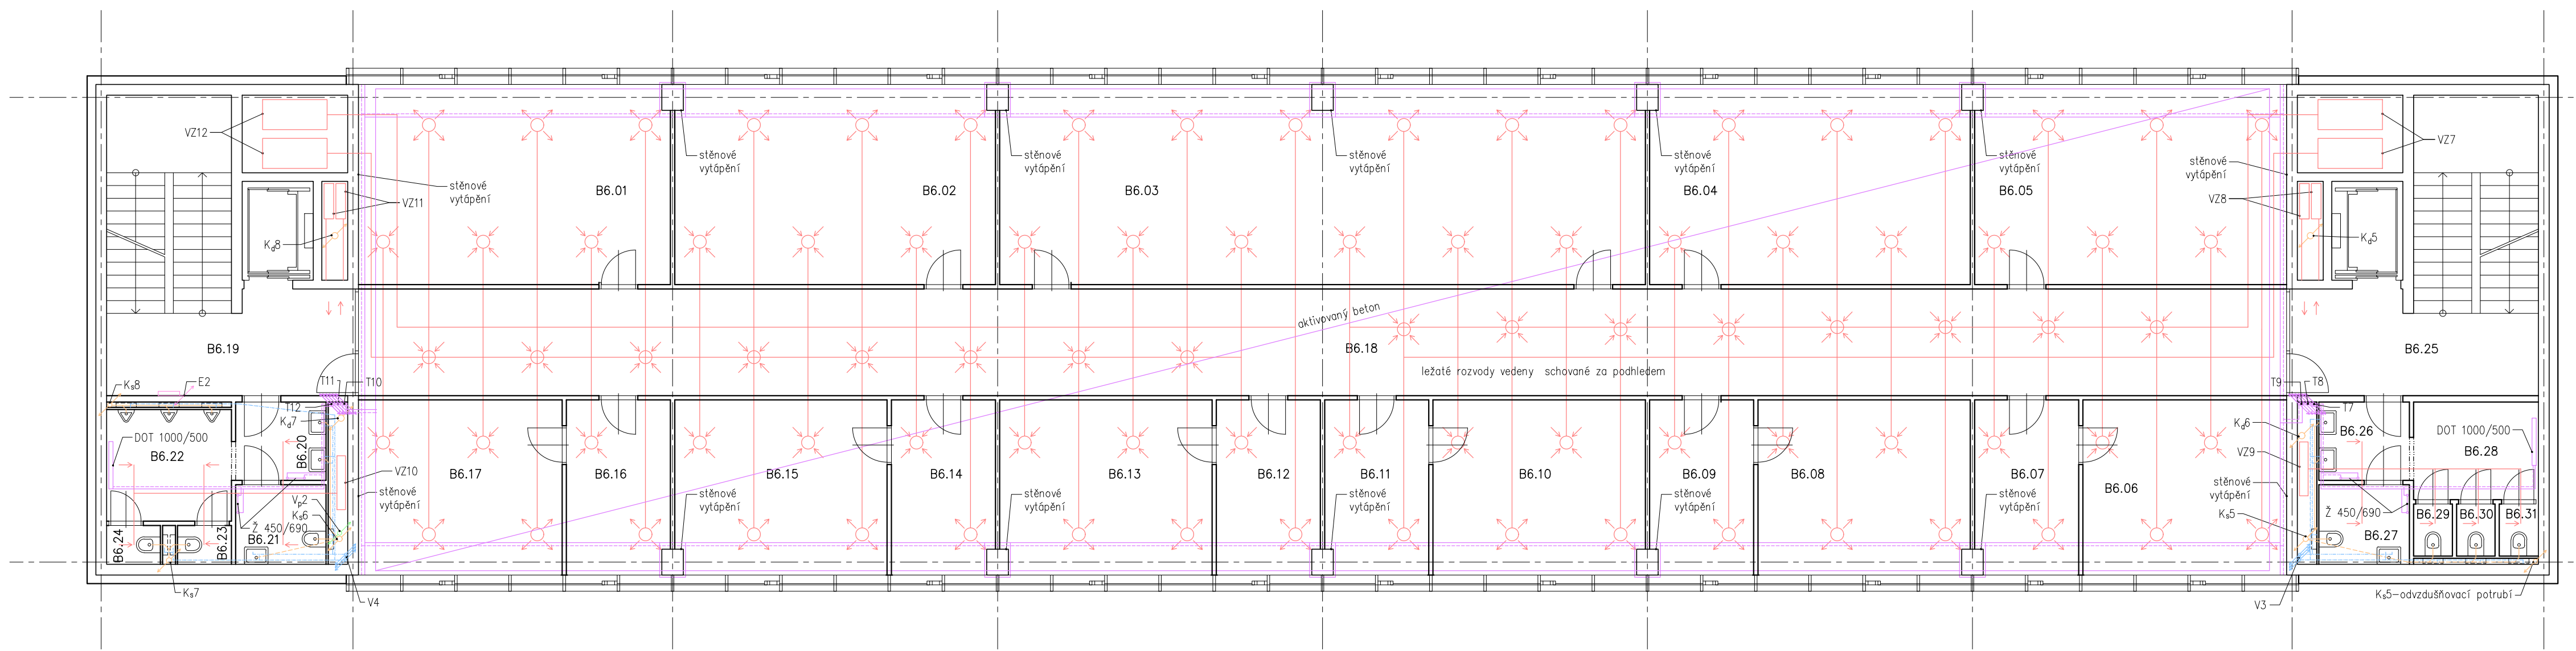 VZ12
VZ7
stěnové
vytápění
stěnové
vytápění
stěnové
vytápění
stěnové
vytápění
stěnové
vytápění
stěnové
vytápění
stěnové
vytápění
B6.01
B6.02
B6.03
B6.04
B6.05
VZ11
VZ8
Kd8
Kd5
aktivovaný beton
B6.19
B6.18
B6.25
ležaté rozvody vedeny schované za podhledem
Ks8
E2
T11
T10
T9
T8
T12
T7
Kd7
Kd6
DOT 1000/500
B6.22
B6.20
B6.26
DOT 1000/500
B6.28
VZ10
VZ9
B6.17
B6.16
B6.15
B6.14
B6.13
B6.12
B6.11
B6.10
B6.09
B6.08
B6.07
B6.06
stěnové
vytápění
stěnové
vytápění
stěnové
vytápění
stěnové
vytápění
stěnové
vytápění
stěnové
vytápění
stěnové
vytápění
Vp2
Ks6
Ks5
Ž 450/690
Ž 450/690
B6.24
B6.23
B6.21
B6.27
B6.29
B6.30
B6.31
Ks7
V4
V3
Ks5-odvzdušňovací potrubí